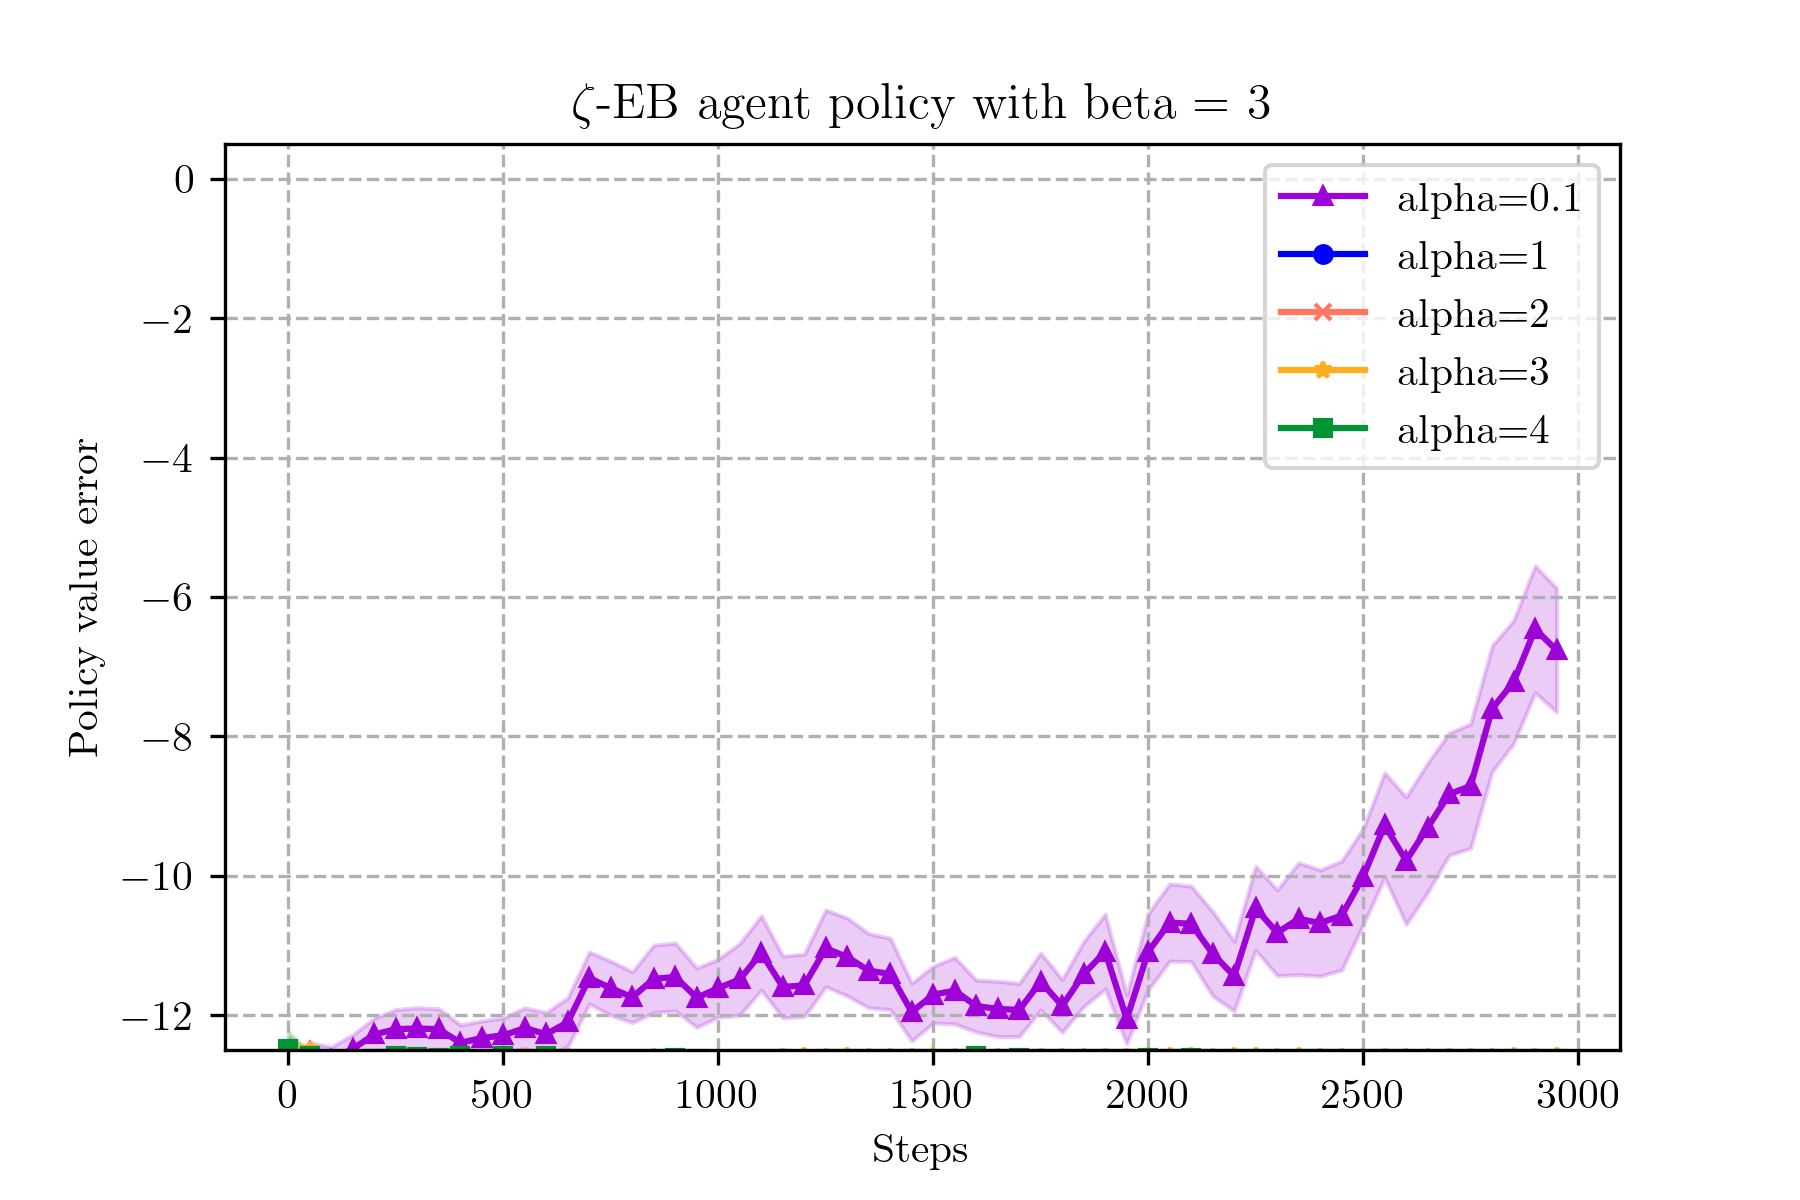 ζ-EB agent policy with beta = 3
0
−2
−4
−6
−8
−10
−12
Policy value error
alpha=0.1
alpha=1
alpha=2
alpha=3
alpha=4
0 500 1000 1500 2000 2500 3000
Steps